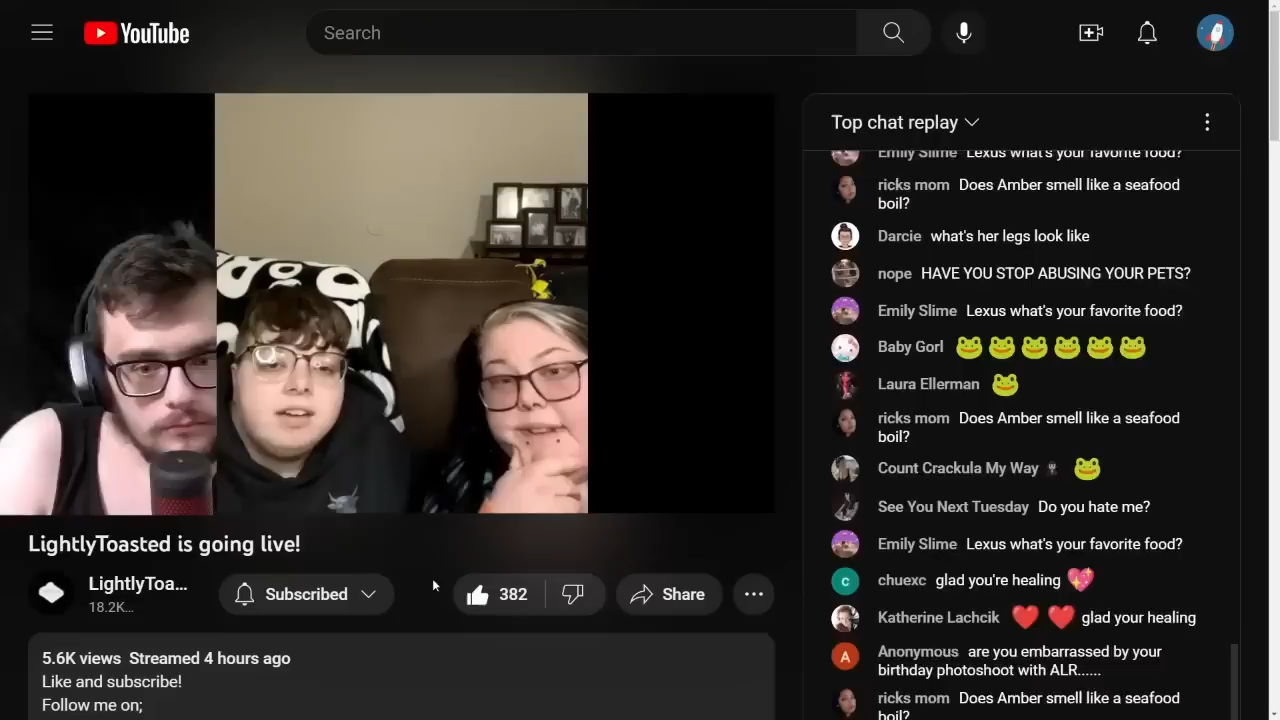 YouTube
Search
Top chat replay
Emily Slime Lexus what's your favorite food?
ricks mom Does Amber smell like a seafood
boil?
Darcie what's her legs look like
nope HAVE YOU STOP ABUSING YOUR PETS?
Emily Slime Lexus what's your favorite food?
Baby Gorl
Laura Ellerman
ricks mom Does Amber smell like a seafood
boil?
Count Crackula My Way
See You Next Tuesday Do you hate me?
Emily Slime Lexus what's your favorite food?
c
chuexc glad you're healing
Katherine Lachcik glad your healing
A
Anonymous are you embarrassed by your
birthday photoshoot with ALR......
ricks mom Does Amber smell like a seafood
boil?
LightlyToasted is going live!
LightlyToa...
18.2K...
Subscribed
382
Share
5.6K views Streamed 4 hours ago
Like and subscribe!
Follow me on;